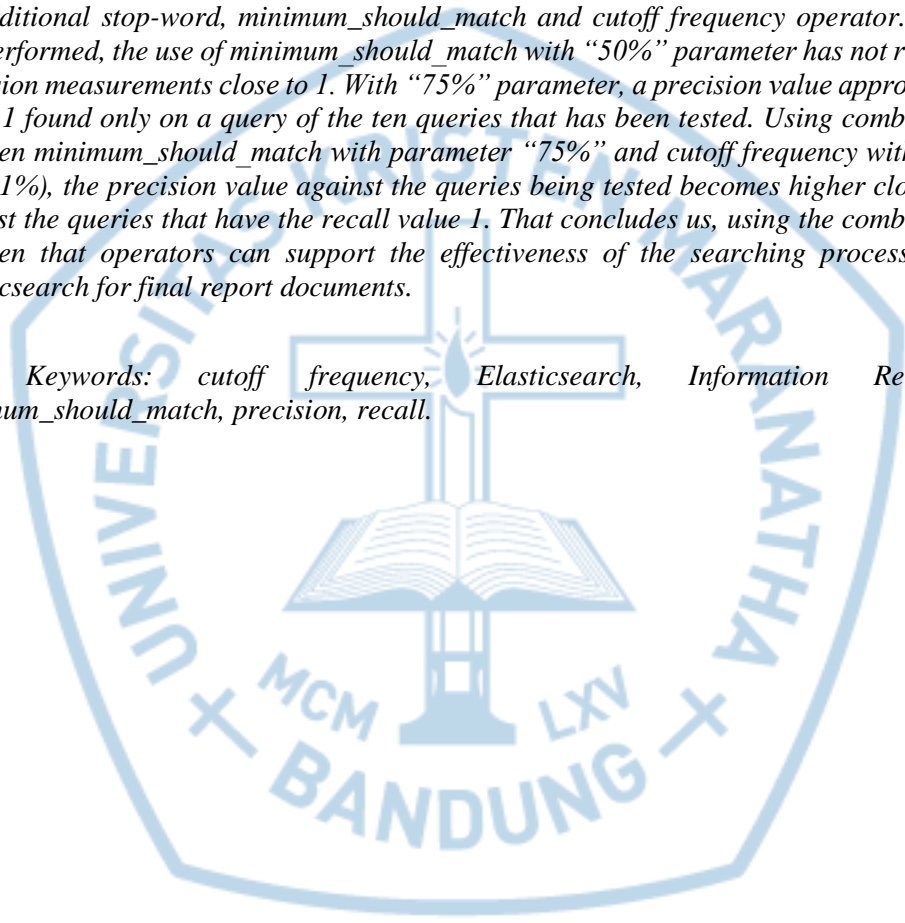 ditional stop-word, minimum_should_match and cutoff frequency operator.
erformed, the use of minimum_should_match with “50%” parameter has not r
ion measurements close to 1. With “75%” parameter, a precision value appro
1 found only on a query of the ten queries that has been tested. Using comb
en minimum_should_match with parameter “75%” and cutoff frequency with
1%), the precision value against the queries being tested becomes higher clo
st the queries that have the recall value 1. That concludes us, using the comb
en that operators can support the effectiveness of the searching process
csearch for final report documents.
Keywords: cutoff frequency, Elasticsearch, Information Re
um_should_match, precision, recall.
UNIVERSITAS KRISTEN MARANATHA
MCM LXV
BANDUNG